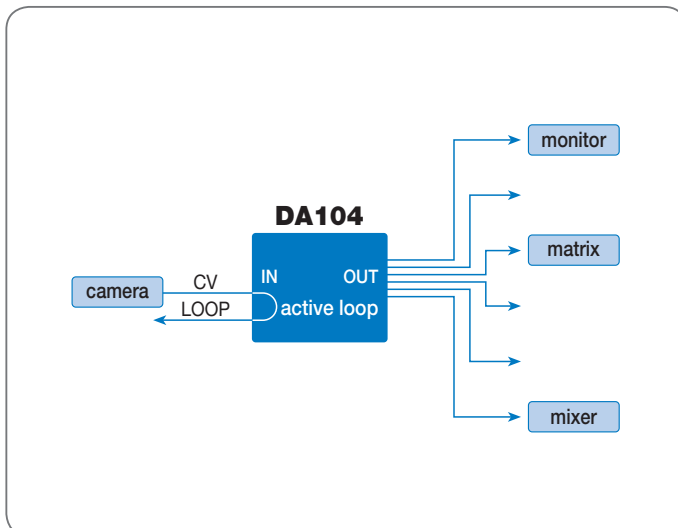 monitor
DA104
matrix
CV
IN
OUT
camera
LOOP
active loop
mixer